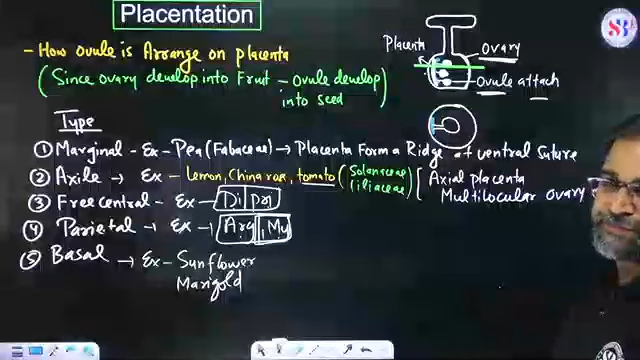 Placentation
SB
- How ovule is Arrange on placenta
(Since ovary develop into Fruit - ovule develop
into seed)
Placenta
ovary
ovule attach
Type
① Marginal - Ex - Pea (Fabaceae) → Placenta Form a Ridge at ventral suture
② Axile → Ex - Lemon, China rose, tomato (Solanaceae
liliaceae) [Axial placenta
Multilocular ovary
③ Free central - Ex - Di Pri
④ Parietal → Ex - Arg My
⑤ Basal → Ex - Sunflower
Marigold